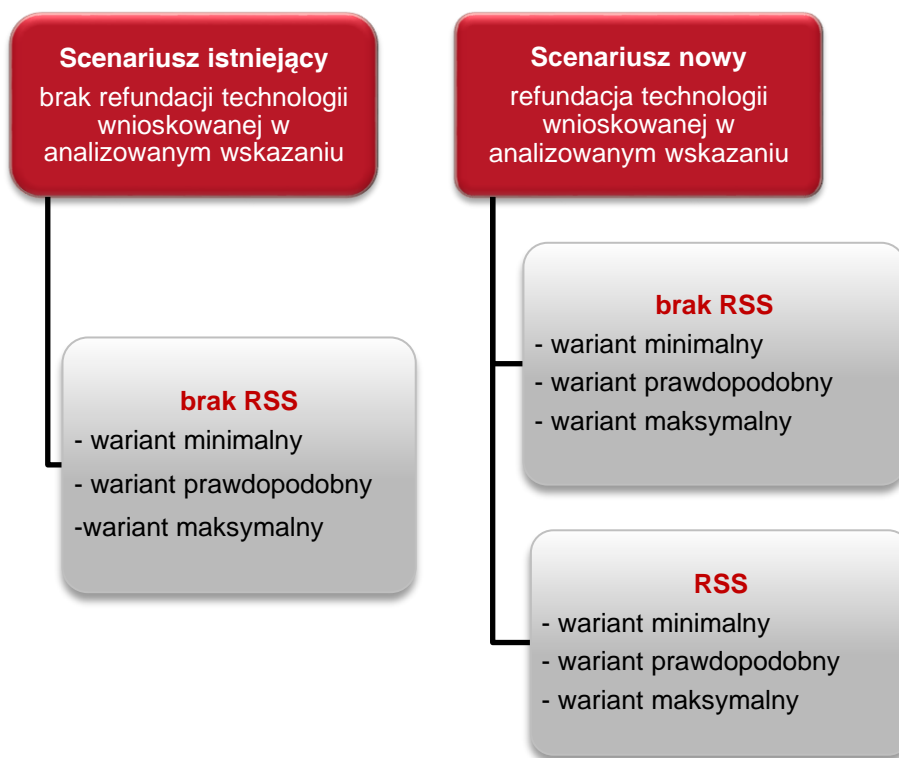 Scenariusz istniejący
brak refundacji technologii
wnioskowanej w
analizowanym wskazaniu
brak RSS
- wariant minimalny
- wariant prawdopodobny
-wariant maksymalny
Scenariusz nowy
refundacja technologii
wnioskowanej w
analizowanym wskazaniu
brak RSS
- wariant minimalny
- wariant prawdopodobny
- wariant maksymalny
RSS
- wariant minimalny
- wariant prawdopodobny
- wariant maksymalny